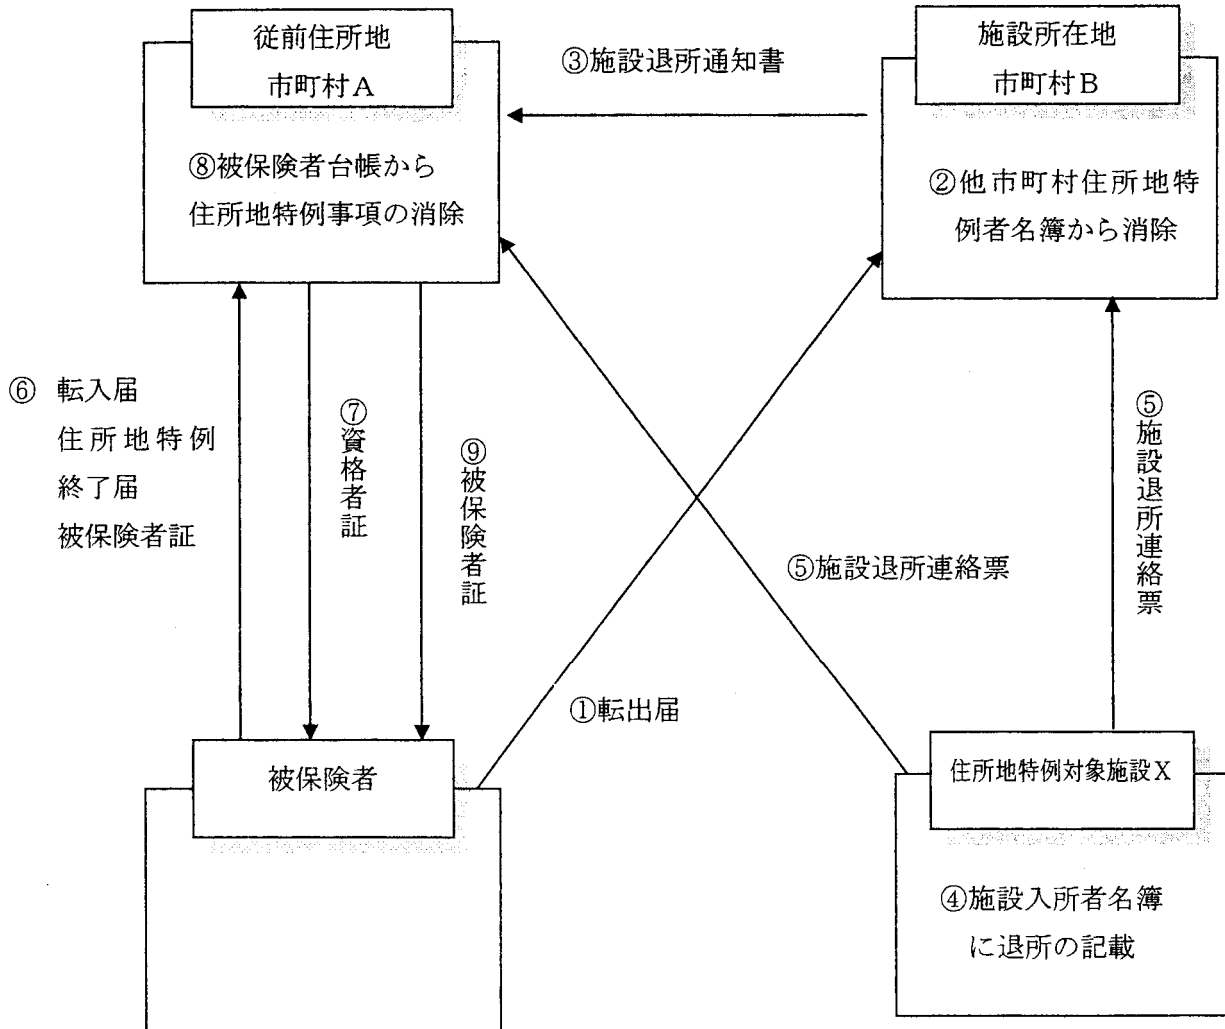 従前住所地
市町村A
⑧被保険者台帳から
住所地特例事項の消除
③施設退所通知書
施設所在地
市町村B
②他市町村住所地特
例者名簿から消除
⑥ 転入届
住所地特例
終了届
被保険者証
⑦資格者証
⑨被保険者証
⑤施設退所連絡票
⑤施設退所連絡票
①転出届
被保険者
住所地特例対象施設X
④施設入所者名簿
に退所の記載